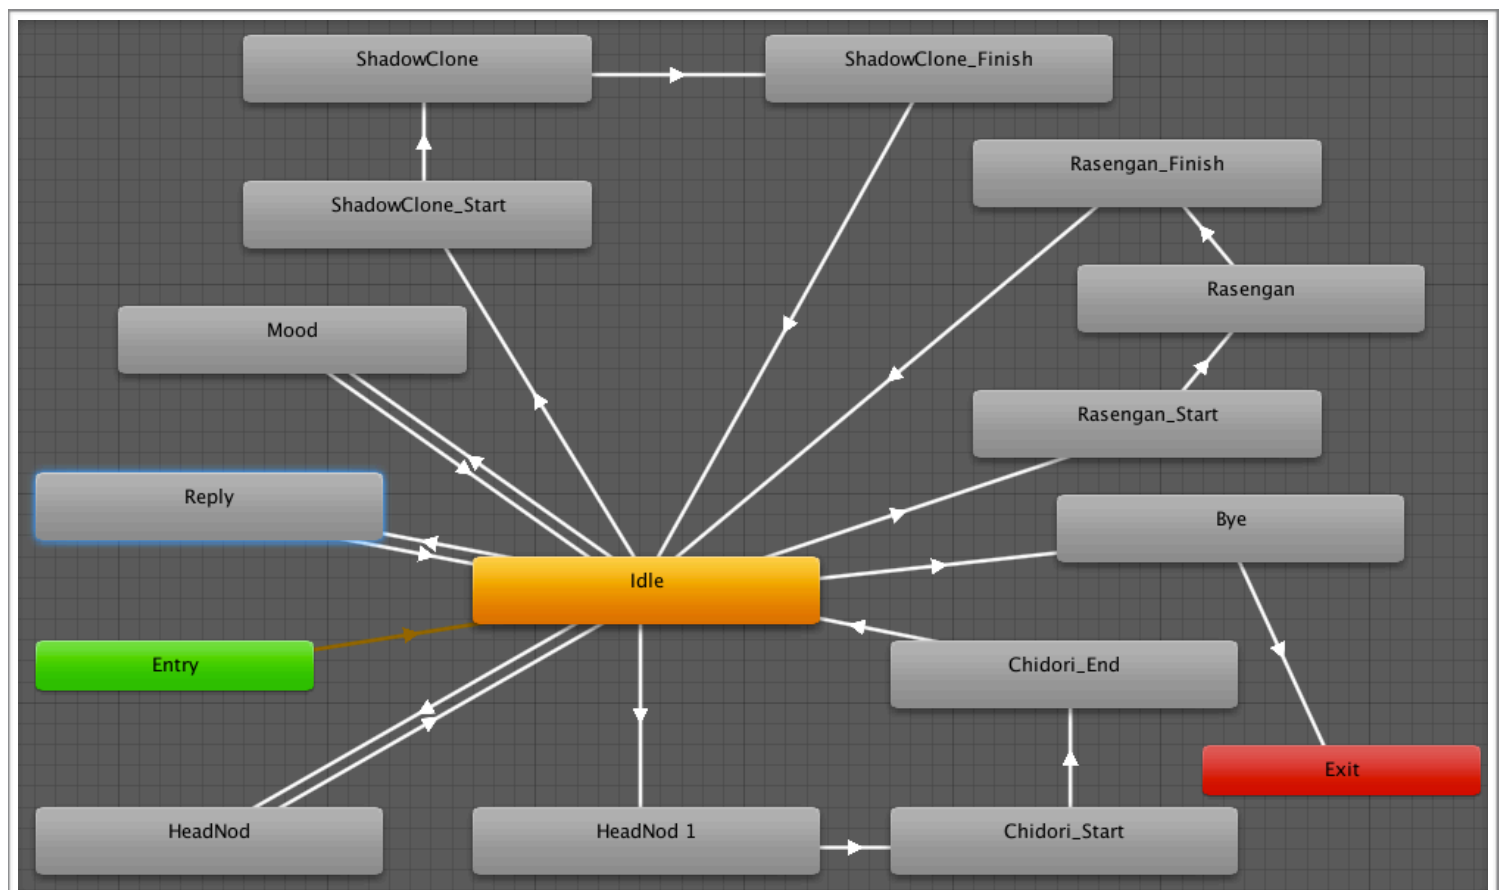 ShadowClone
ShadowClone_Finish
Rasengan_Finish
ShadowClone_Start
Rasengan
Mood
Rasengan_Start
Reply
Bye
Idle
Entry
Chidori_End
Exit
HeadNod
HeadNod 1
Chidori_Start